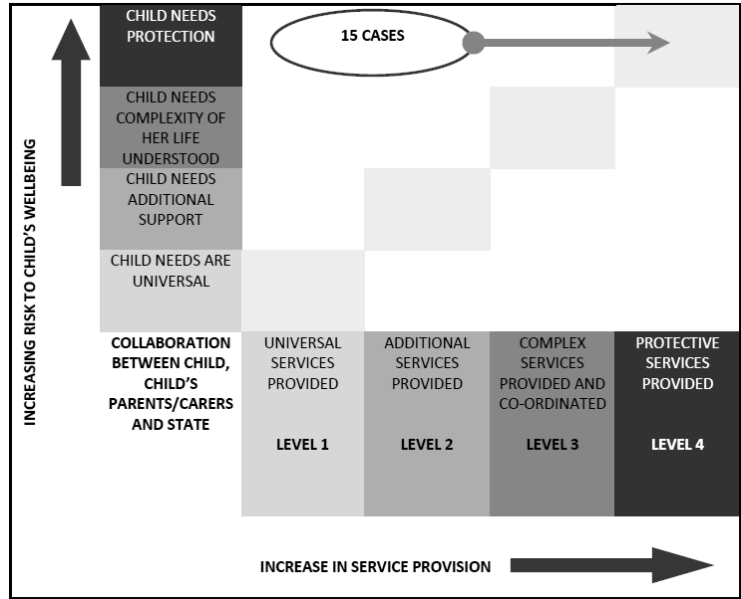 CHILD NEEDS
PROTECTION
15 CASES
CHILD NEEDS
COMPLEXITY OF
HER LIFE
UNDERSTOOD
CHILD NEEDS
ADDITIONAL
SUPPORT
CHILD NEEDS ARE
UNIVERSAL
INCREASING RISK TO CHILD'S WELLBEING
COLLABORATION
BETWEEN CHILD,
CHILD'S
PARENTS/CARERS
AND STATE
UNIVERSAL
SERVICES
PROVIDED
LEVEL 1
ADDITIONAL
SERVICES
PROVIDED
LEVEL 2
COMPLEX
SERVICES
PROVIDED AND
CO-ORDINATED
LEVEL 3
PROTECTIVE
SERVICES
PROVIDED
LEVEL 4
INCREASE IN SERVICE PROVISION